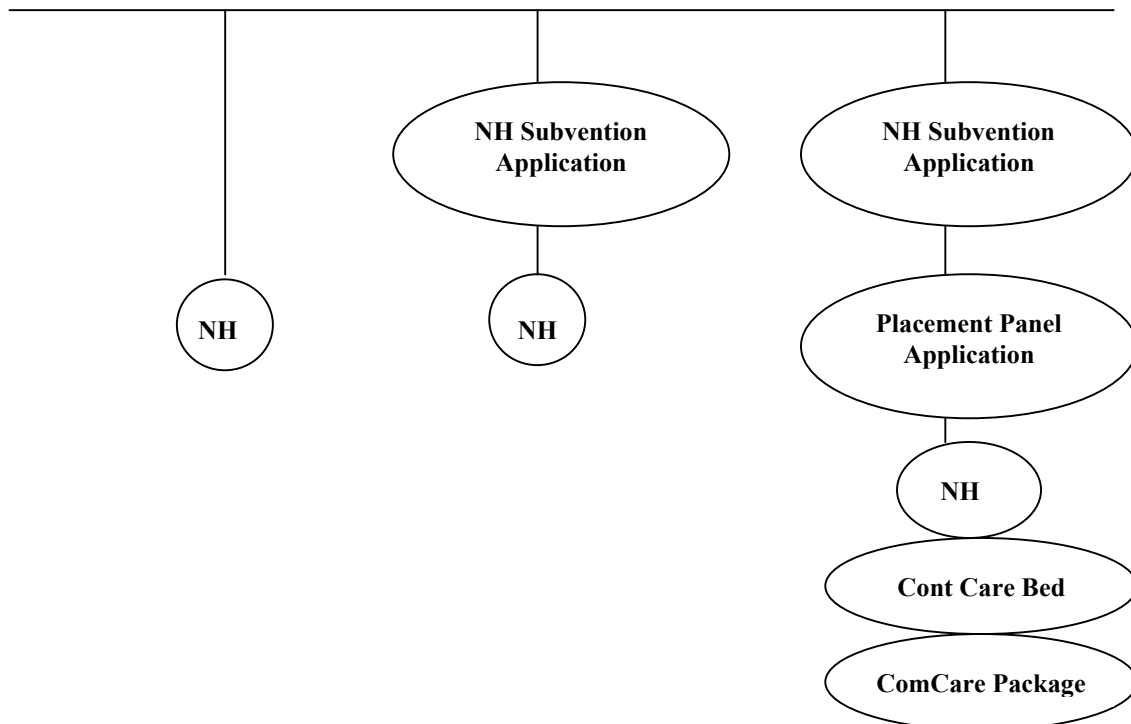 NH Subvention
Application
NH Subvention
Application
NH
NH
Placement Panel
Application
NH
Cont Care Bed
ComCare Package